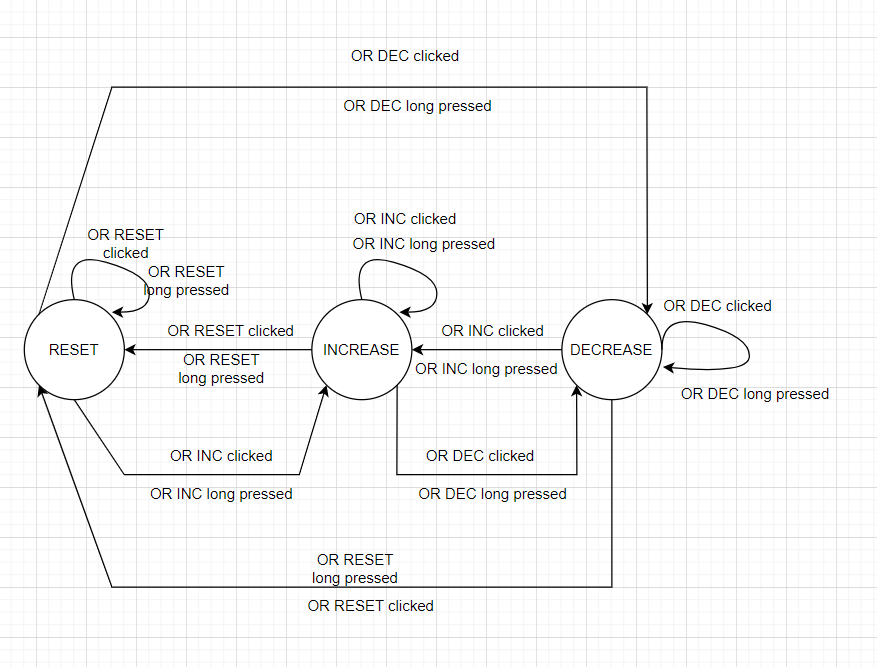 OR DEC clicked
OR DEC long pressed
OR INC clicked
OR INC long pressed
OR RESET
clicked
OR RESET
long pressed
OR DEC clicked
OR RESET clicked
OR INC clicked
RESET
INCREASE
DECREASE
OR RESET
long pressed
OR INC long pressed
OR DEC long pressed
OR INC clicked
OR DEC clicked
OR INC long pressed
OR DEC long pressed
OR RESET
long pressed
OR RESET clicked